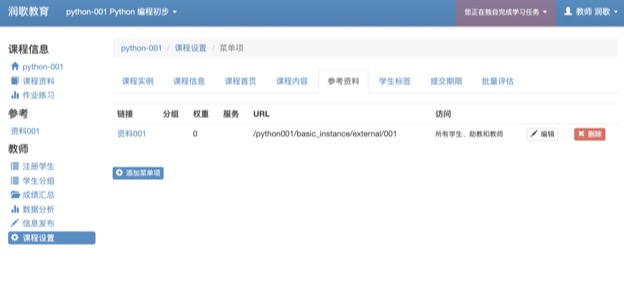 润歌教育 python-001 Python 编程初步 您正在独自完成学习任务 教师 润歌
课程信息
python-001
课程资料
作业练习
参考
资料001
教师
注册学生
学生分组
成绩汇总
数据分析
信息发布
课程设置
python-001 / 课程设置 / 菜单项
课程实例 课程信息 课程首页 课程内容 参考资料 学生标签 提交期限 批量评估
链接 分组 权重 服务 URL 访问
资料001 0 /python001/basic_instance/external/001 所有学生、助教和教师 编辑 删除
添加菜单项